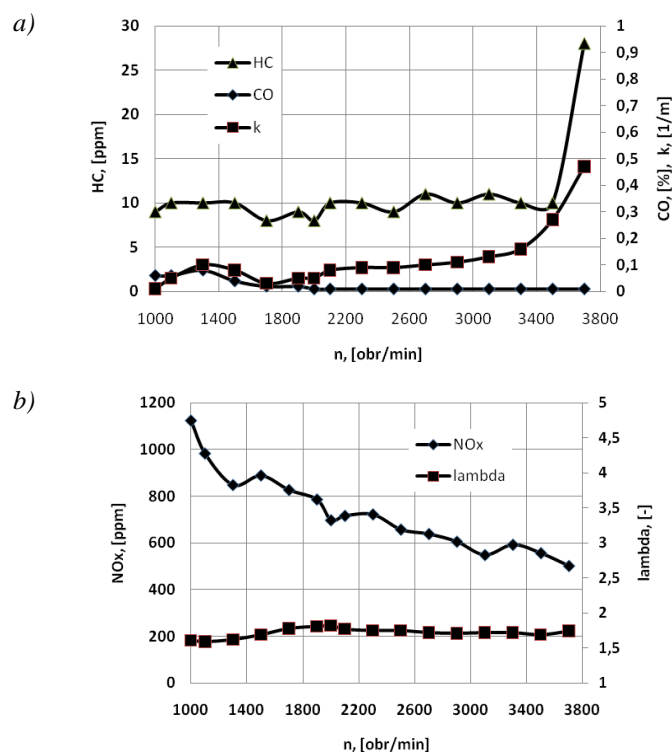 a)
30
25
20
15
10
5
0
HC, [ppm]
HC
CO
k
1
0,9
0,8
0,7
0,6
0,5
0,4
0,3
0,2
0,1
0
CO,[%], k, [1/m]
1000 1400 1800 2200 2600 3000 3400 3800
n, [obr/min]
b)
1200
1000
800
600
400
200
0
NOx, [ppm]
NOx
lambda
5
4,5
4
3,5
3
2,5
2
1,5
1
lambda, [-]
1000 1400 1800 2200 2600 3000 3400 3800
n, [obr/min]